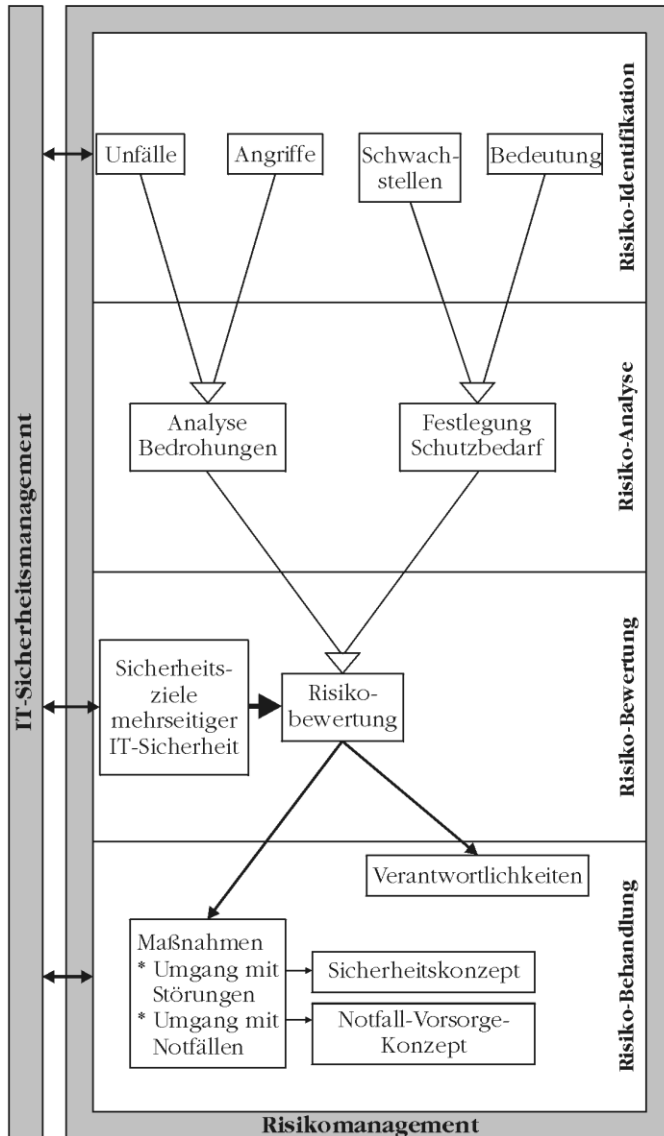 IT-Sicherheitsmanagement
Unfälle
Angriffe
Schwach-
stellen
Bedeutung
Risiko-Identifikation
Analyse
Bedrohungen
Festlegung
Schutzbedarf
Risiko-Analyse
Sicherheits-
ziele
mehrseitiger
IT-Sicherheit
Risiko-
bewertung
Risiko-Bewertung
Verantwortlichkeiten
Maßnahmen
* Umgang mit
Störungen
* Umgang mit
Notfällen
Sicherheitskonzept
Notfall-Vorsorge-
Konzept
Risiko-Behandlung
Risikomanagement